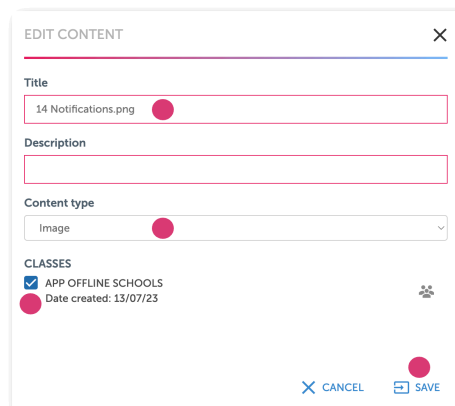 EDIT CONTENT
Title
14 Notifications.png
Description
Content type
Image
CLASSES
APP OFFLINE SCHOOLS
Date created: 13/07/23
CANCEL
SAVE